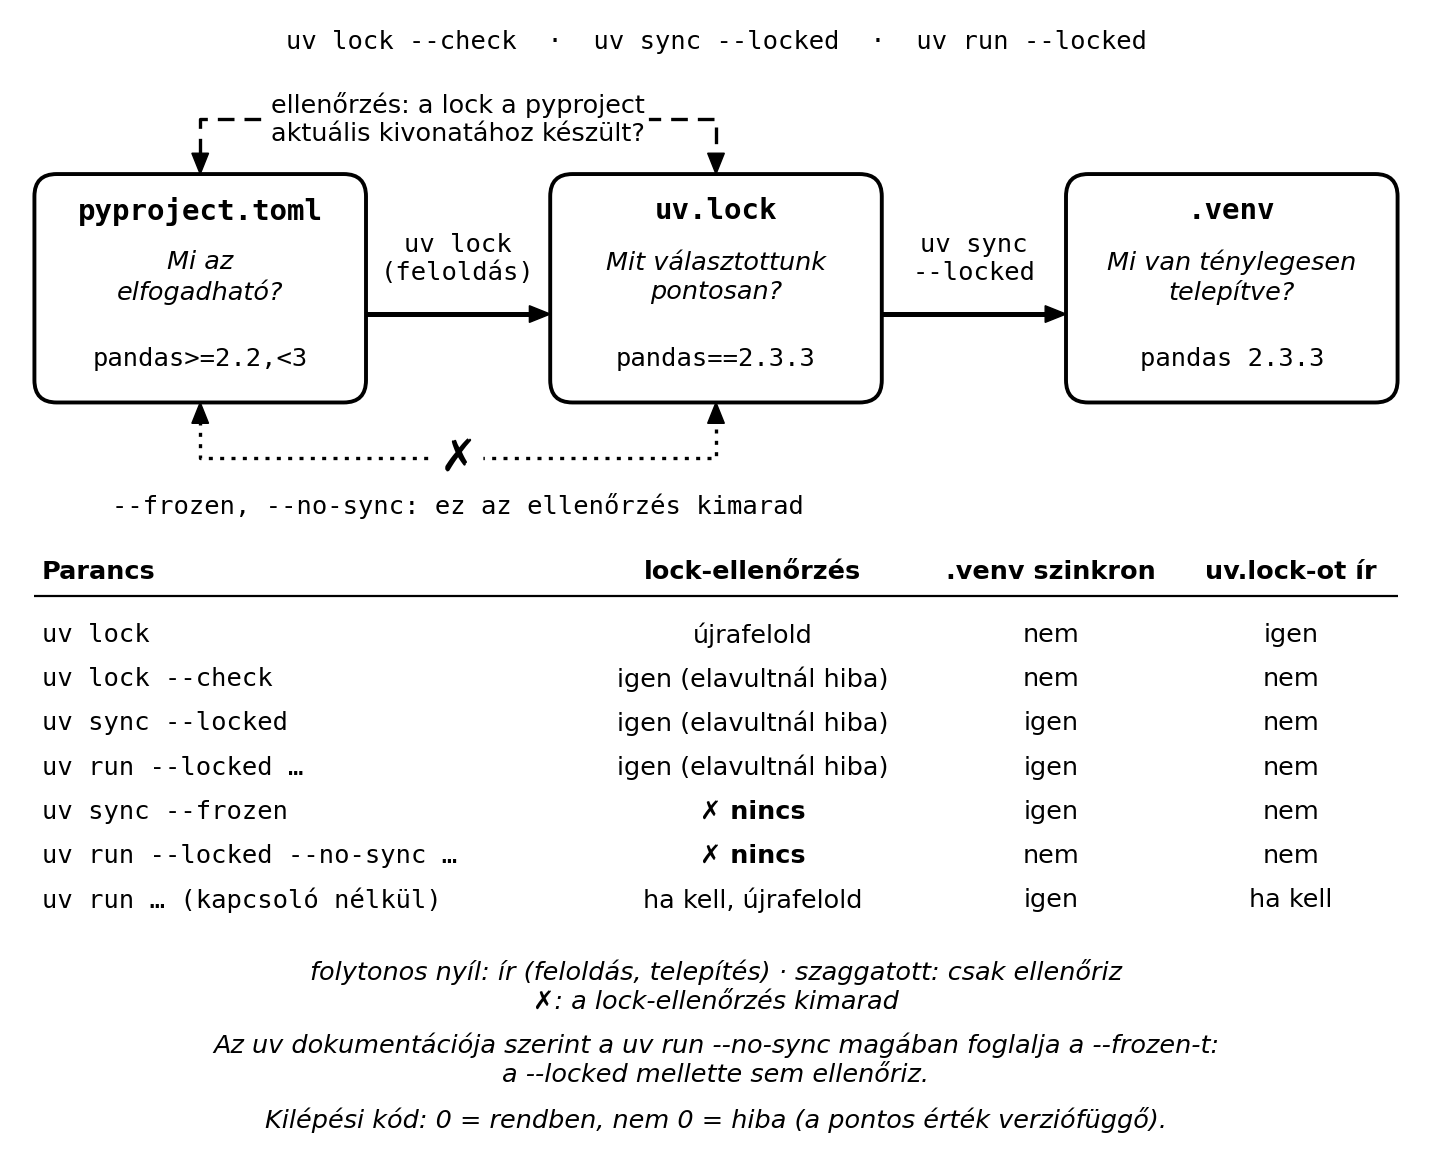 uv lock --check · uv sync --locked · uv run --locked
ellenőrzés: a lock a pyproject
aktuális kivonatához készült?
pyproject.toml
Mi az
elfogadható?
pandas>=2.2,<3
uv lock
(feloldás)
uv.lock
Mit választottunk
pontosan?
pandas==2.3.3
uv sync
--locked
.venv
Mi van ténylegesen
telepítve?
pandas 2.3.3
✗
--frozen, --no-sync: ez az ellenőrzés kimarad
Parancs lock-ellenőrzés .venv szinkron uv.lock-ot ír
uv lock újrafelold nem igen
uv lock --check igen (elavultnál hiba) nem nem
uv sync --locked igen (elavultnál hiba) igen nem
uv run --locked … igen (elavultnál hiba) igen nem
uv sync --frozen ✗ nincs igen nem
uv run --locked --no-sync … ✗ nincs nem nem
uv run … (kapcsoló nélkül) ha kell, újrafelold igen ha kell
folytonos nyíl: ír (feloldás, telepítés) · szaggatott: csak ellenőriz
✗: a lock-ellenőrzés kimarad
Az uv dokumentációja szerint a uv run --no-sync magában foglalja a --frozen-t:
a --locked mellette sem ellenőriz.
Kilépési kód: 0 = rendben, nem 0 = hiba (a pontos érték verziófüggő).